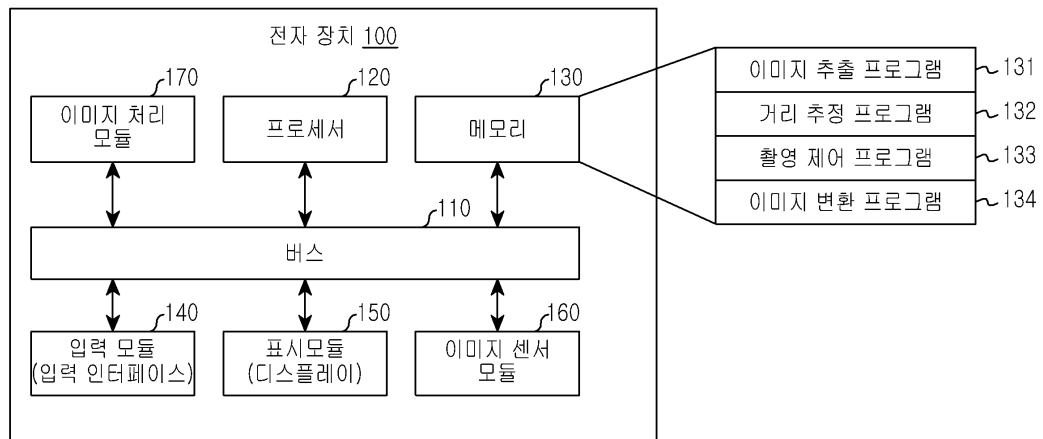 전자 장치 100
170
이미지 처리
모듈
120
프로세서
130
메모리
이미지 추출 프로그램 131
거리 추정 프로그램 132
촬영 제어 프로그램 133
이미지 변환 프로그램 134
110
버스
140
입력 모듈
(입력 인터페이스)
150
표시모듈
(디스플레이)
160
이미지 센서
모듈